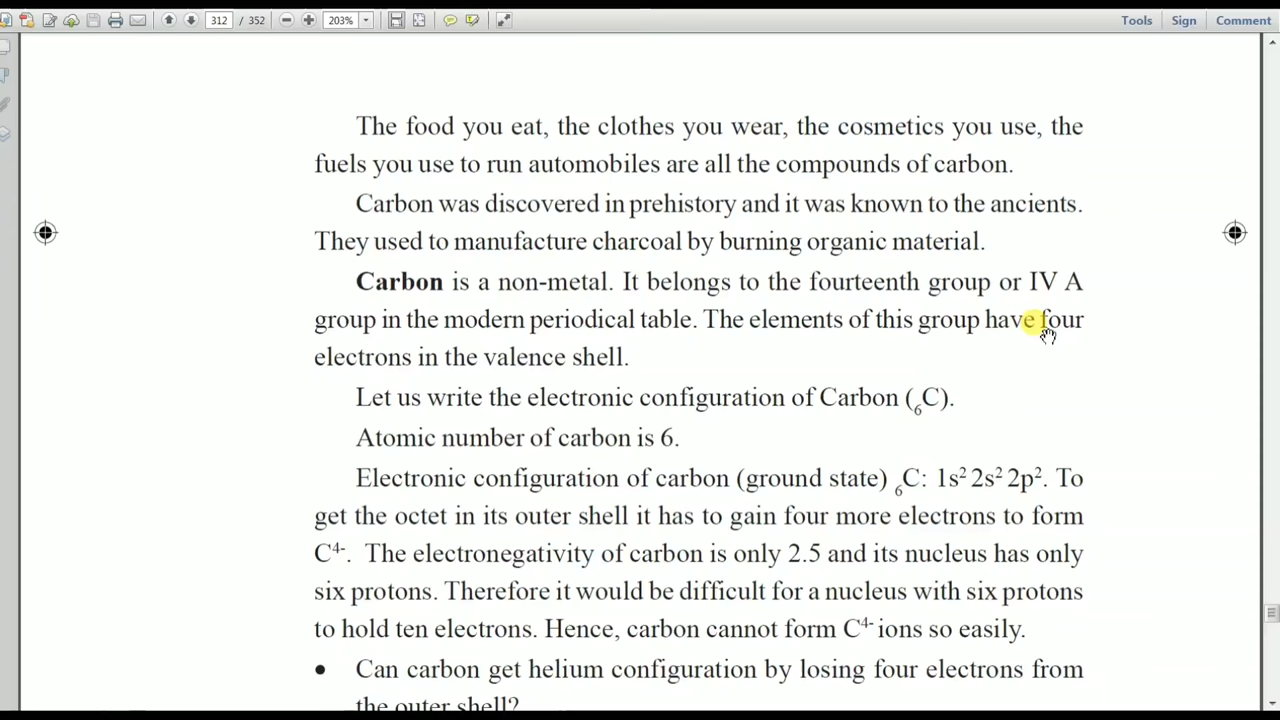 312 / 352 203% Tools Sign Comment
The food you eat, the clothes you wear, the cosmetics you use, the
fuels you use to run automobiles are all the compounds of carbon.
Carbon was discovered in prehistory and it was known to the ancients.
They used to manufacture charcoal by burning organic material.
Carbon is a non-metal. It belongs to the fourteenth group or IV A
group in the modern periodical table. The elements of this group have four
electrons in the valence shell.
Let us write the electronic configuration of Carbon (₆C).
Atomic number of carbon is 6.
Electronic configuration of carbon (ground state) ₆C: 1s² 2s² 2p². To
get the octet in its outer shell it has to gain four more electrons to form
C⁴⁻. The electronegativity of carbon is only 2.5 and its nucleus has only
six protons. Therefore it would be difficult for a nucleus with six protons
to hold ten electrons. Hence, carbon cannot form C⁴⁻ ions so easily.
• Can carbon get helium configuration by losing four electrons from
the outer shell?